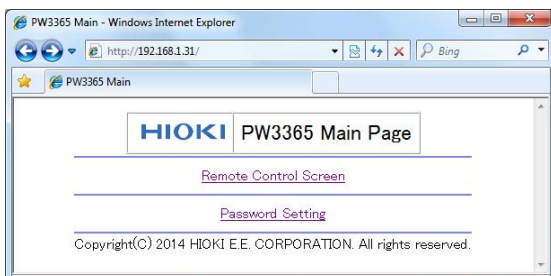 PW3365 Main - Windows Internet Explorer
http://192.168.1.31/
Bing
PW3365 Main
HIOKI PW3365 Main Page
Remote Control Screen
Password Setting
Copyright(C) 2014 HIOKI E.E. CORPORATION. All rights reserved.